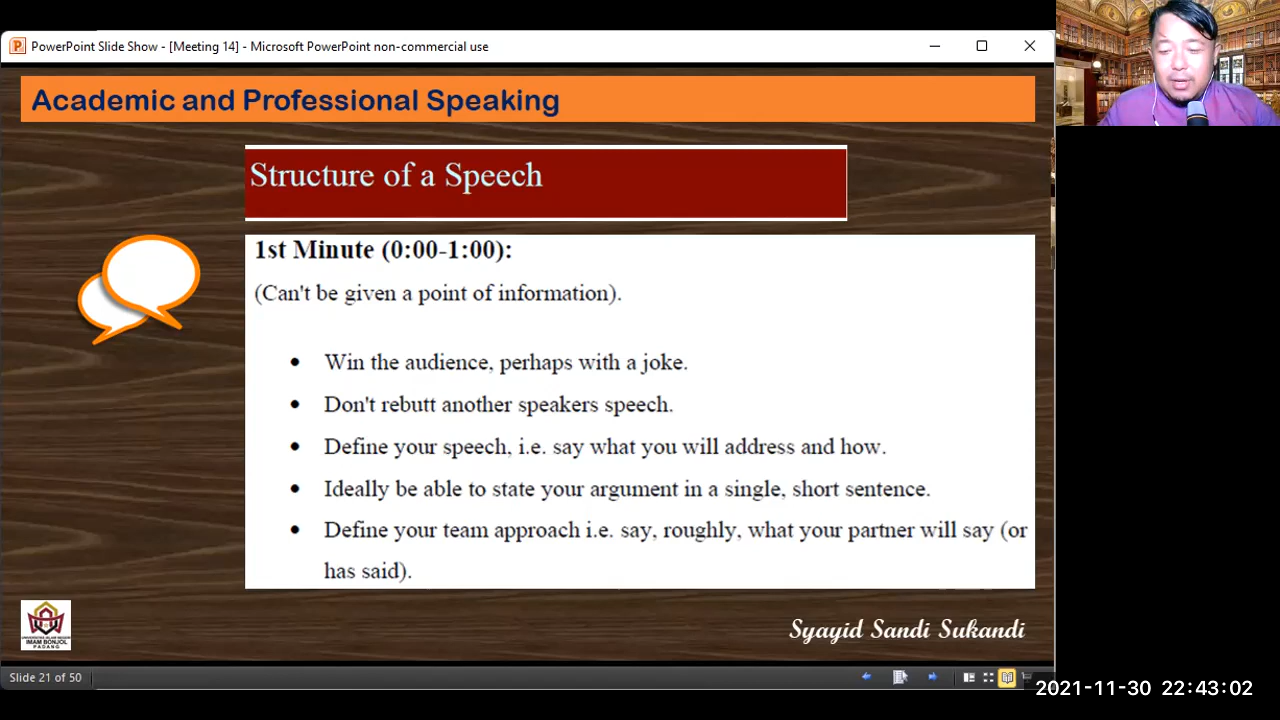 PowerPoint Slide Show - [Meeting 14] - Microsoft PowerPoint non-commercial use
Academic and Professional Speaking
Structure of a Speech
1st Minute (0:00-1:00):
(Can't be given a point of information).
• Win the audience, perhaps with a joke.
• Don't rebutt another speakers speech.
• Define your speech, i.e. say what you will address and how.
• Ideally be able to state your argument in a single, short sentence.
• Define your team approach i.e. say, roughly, what your partner will say (or
has said).
IMAM BONJOL
PADANG
Syayid Sandi Sukandi
Slide 21 of 50
2021-11-30 22:43:02